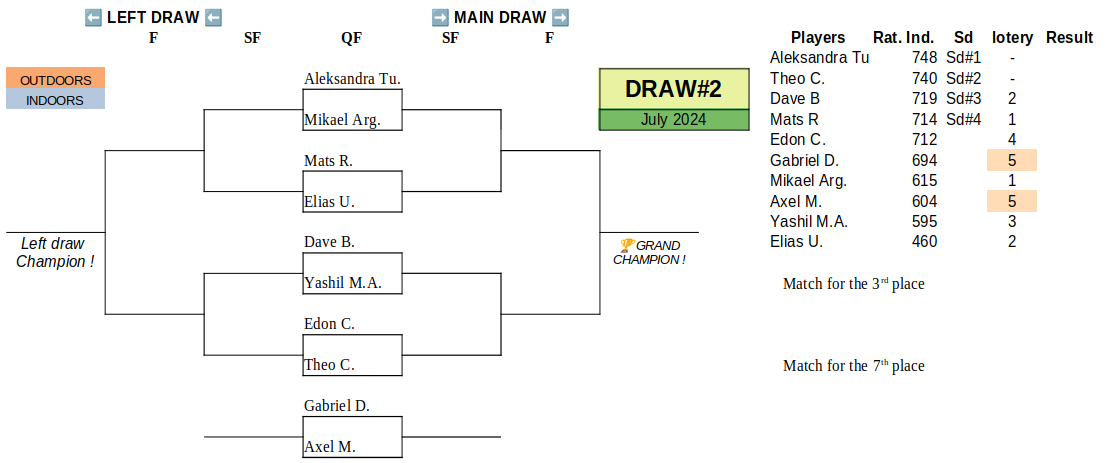 ⬅️ LEFT DRAW ⬅️ ➡️ MAIN DRAW ➡️
F SF QF SF F
OUTDOORS
INDOORS
Aleksandra Tu.
Mikael Arg.
Mats R.
Elias U.
Dave B.
Yashil M.A.
Edon C.
Theo C.
Gabriel D.
Axel M.
Left draw
Champion !
DRAW#2
July 2024
🏆GRAND
CHAMPION !
Players Rat. Ind. Sd lotery Result
Aleksandra Tu 748 Sd#1 -
Theo C. 740 Sd#2 -
Dave B 719 Sd#3 2
Mats R 714 Sd#4 1
Edon C. 712 4
Gabriel D. 694 5
Mikael Arg. 615 1
Axel M. 604 5
Yashil M.A. 595 3
Elias U. 460 2
Match for the 3rd place
Match for the 7th place